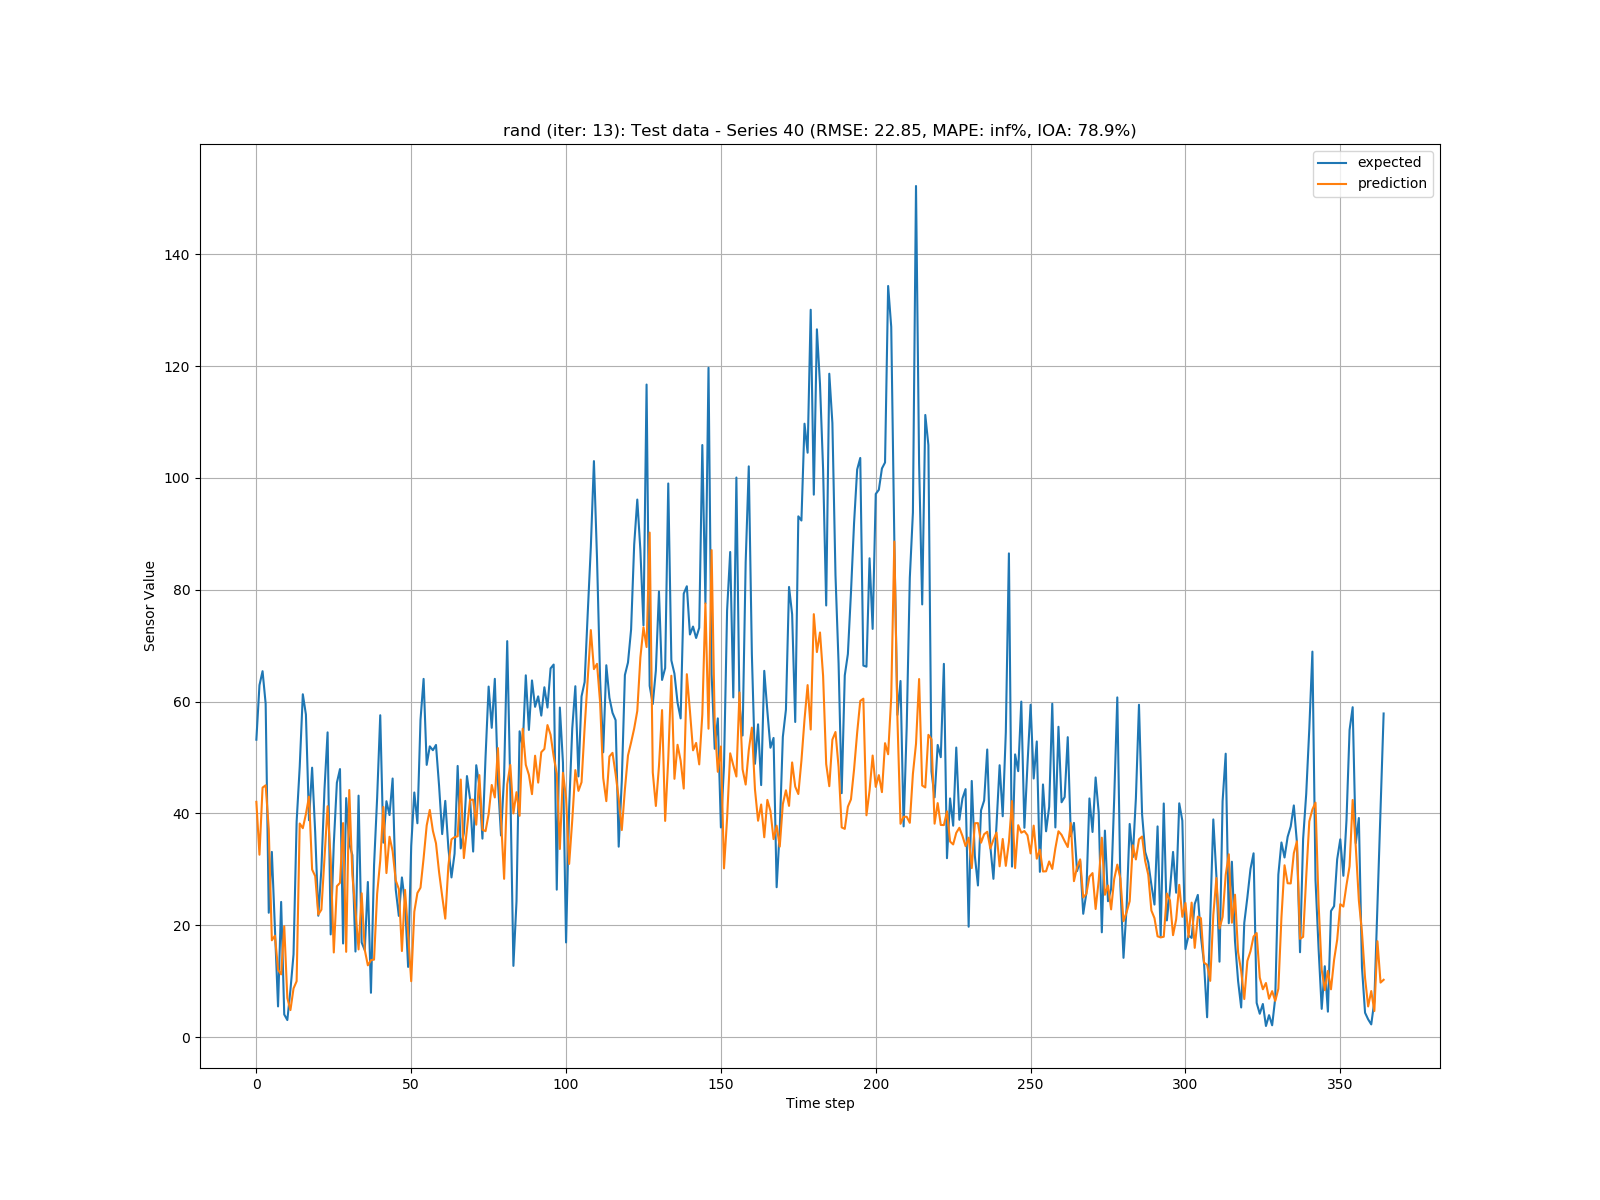 rand (iter: 13): Test data - Series 40 (RMSE: 22.85, MAPE: inf%, IOA: 78.9%)
expected
prediction
140
120
100
80
60
40
20
0
Sensor Value
0 50 100 150 200 250 300 350
Time step